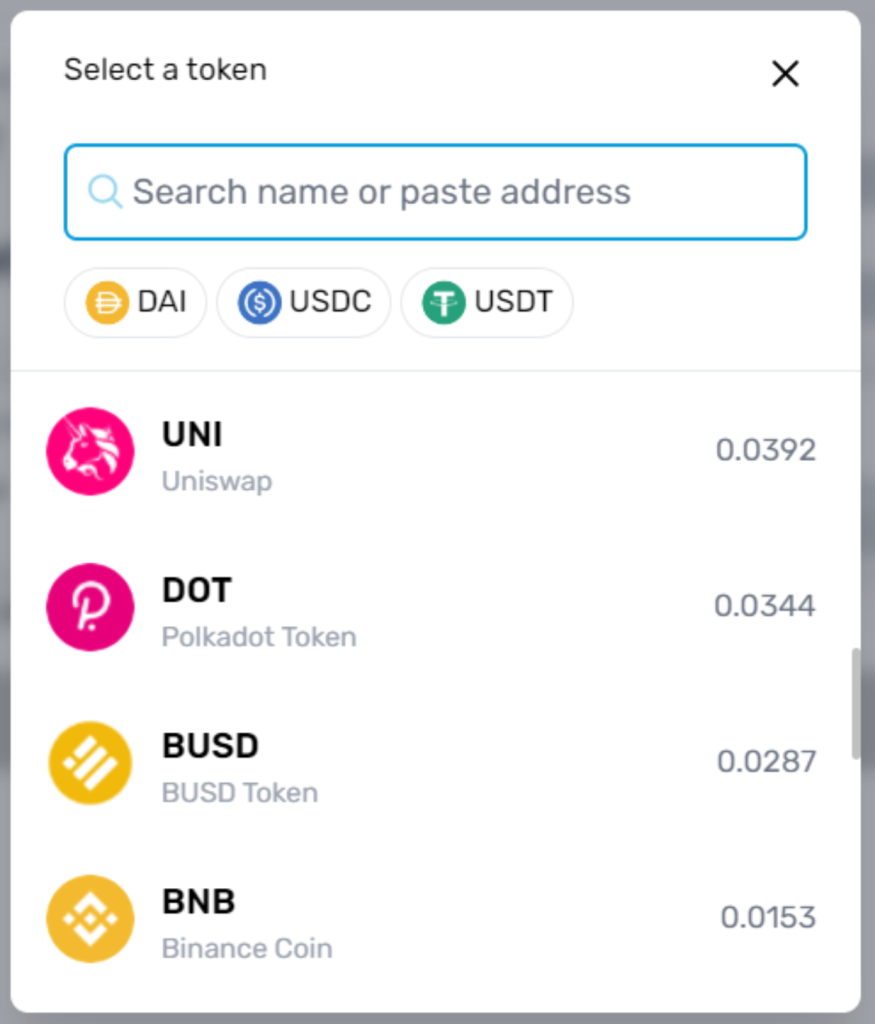 Select a token
Search name or paste address
DAI USDC USDT
UNI
Uniswap
0.0392
DOT
Polkadot Token
0.0344
BUSD
BUSD Token
0.0287
BNB
Binance Coin
0.0153